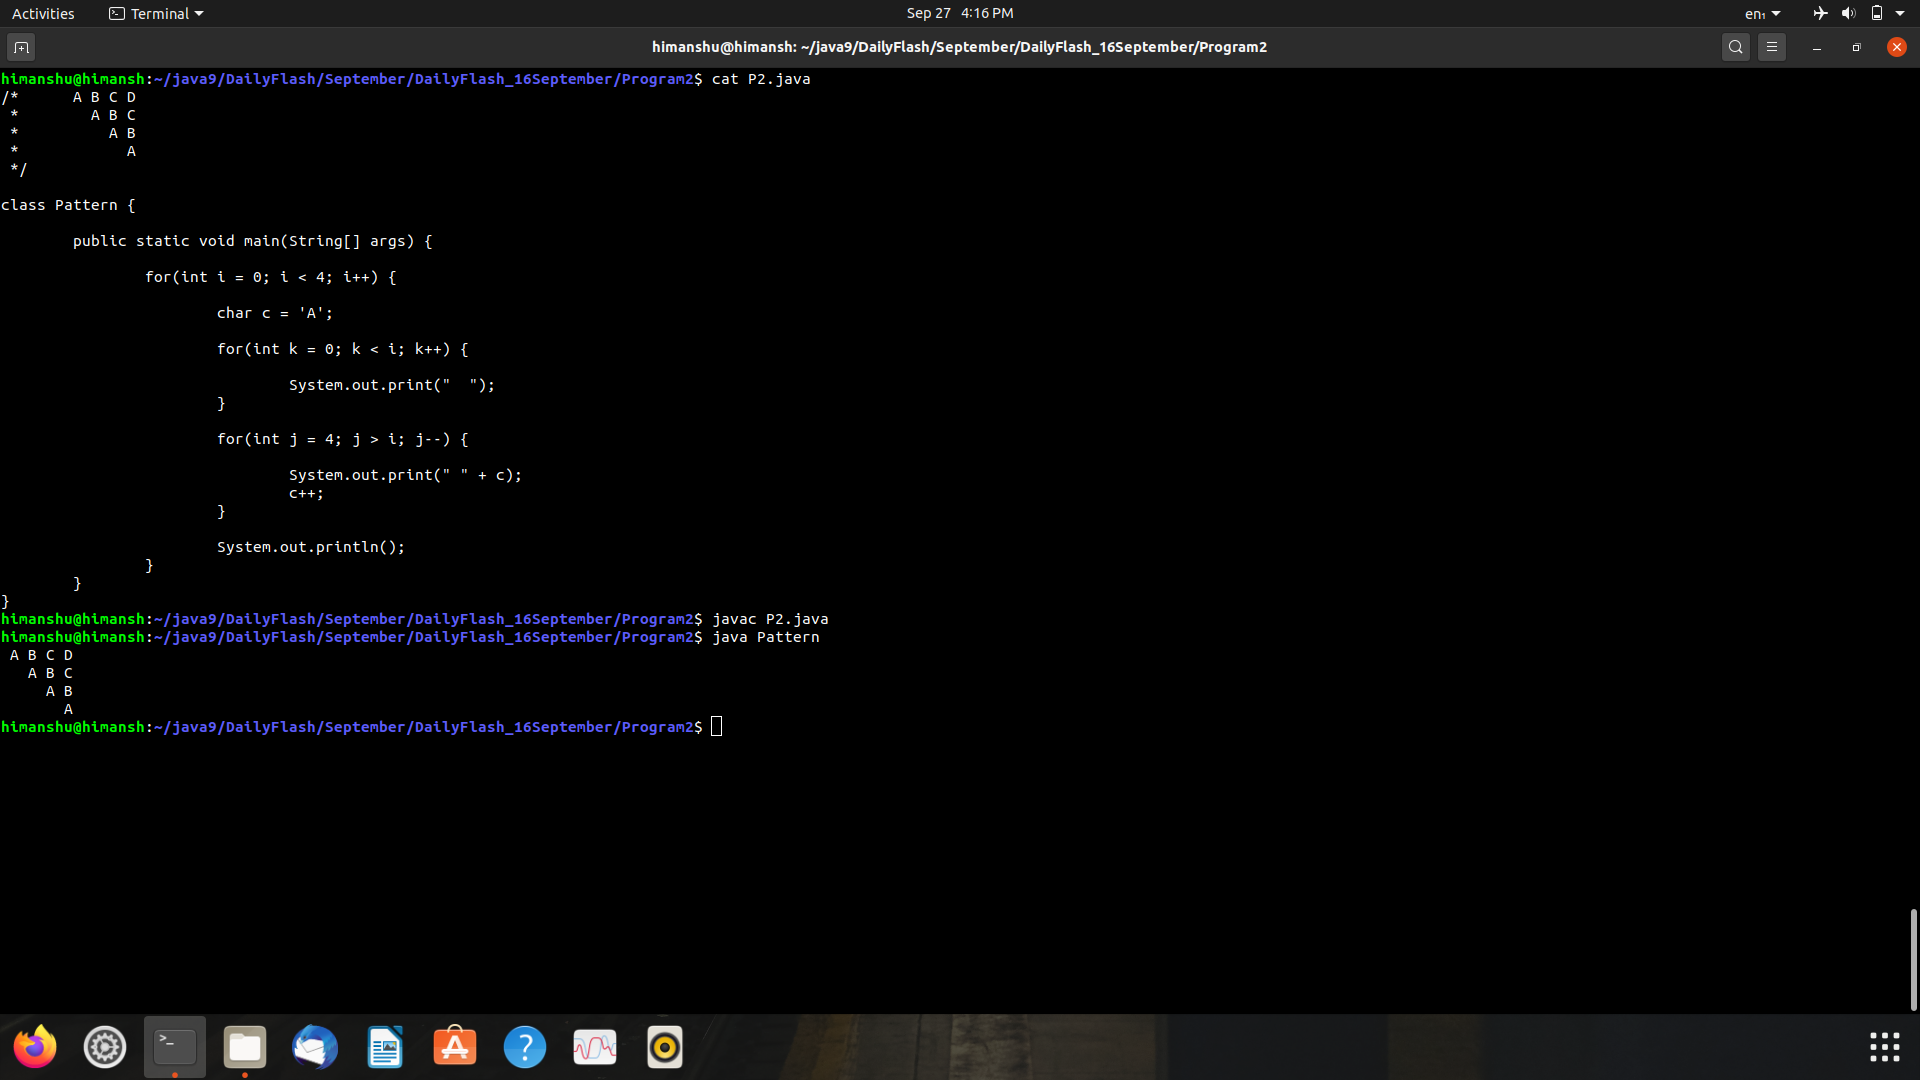 Activities Terminal Sep 27 4:16 PM en₁
himanshu@himansh: ~/java9/DailyFlash/September/DailyFlash_16September/Program2
himanshu@himansh:~/java9/DailyFlash/September/DailyFlash_16September/Program2$ cat P2.java
/*      A B C D
 *        A B C
 *          A B
 *            A
 */

class Pattern {

        public static void main(String[] args) {

                for(int i = 0; i < 4; i++) {

                        char c = 'A';

                        for(int k = 0; k < i; k++) {

                                System.out.print("  ");
                        }

                        for(int j = 4; j > i; j--) {

                                System.out.print(" " + c);
                                c++;
                        }

                        System.out.println();
                }
        }
}
himanshu@himansh:~/java9/DailyFlash/September/DailyFlash_16September/Program2$ javac P2.java
himanshu@himansh:~/java9/DailyFlash/September/DailyFlash_16September/Program2$ java Pattern
 A B C D
   A B C
     A B
       A
himanshu@himansh:~/java9/DailyFlash/September/DailyFlash_16September/Program2$